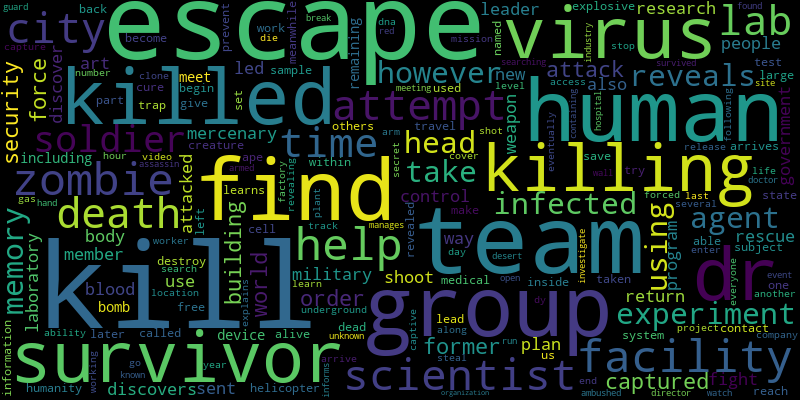 guard back prevent meanwhile break leader explosive research lab found
city escape virus people
capture become die work dna red mission named industry stop
art number led sample remaining however new attack reveals test
security force discover killed meet begin searching survived level also large
clone cure trap give set meeting used access site
soldier part mercenary attempt human government
including hour others time arm travel shot head weapon containing hospital following
zombie video creature ape within secret cover eventually save release arrives
gas assassin attacked learns armed revealing find take killing wall try life doctor
hand death factory plant control make infected forced last several state
memory building left cell help track manages revealed team using able agent
laboratory body member world way day program enter rescue
worker destroy explains military desert investigate everyone subject
information blood use search location learn shoot medical inside taken return event
kill bomb free order underground captive group open dr one another
ability later called device alive dead lead along dy experiment
survivor unknown former plan run us system project contact company
humanity working go known year arrive informs steal scientist facility
discovers sent helicopter end captured fight
organization ambushed director watch reach